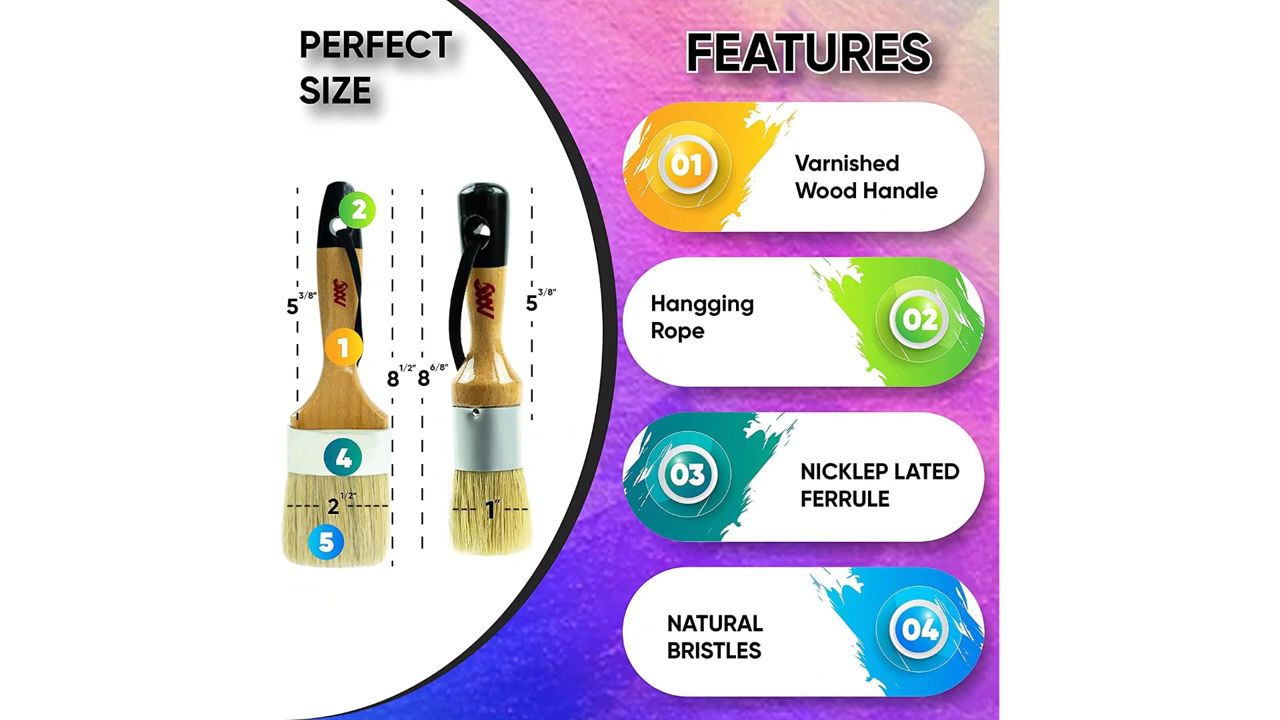 PERFECT
SIZE
2
5 3/8"
1
8 1/2"
8 6/8"
5 3/8"
4
2 1/2"
1"
5
FEATURES
01
Varnished
Wood Handle
Hangging
Rope
02
03
NICKLEP LATED
FERRULE
NATURAL
BRISTLES
04